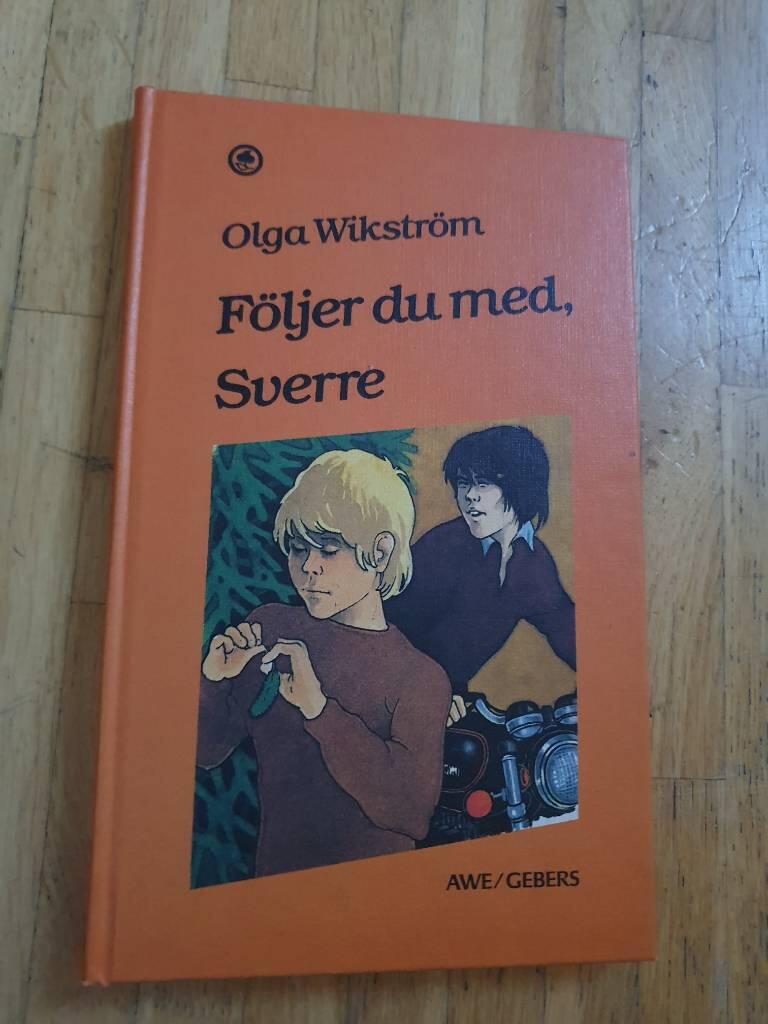 Olga Wikström
Följer du med,
Sverre
AWE/GEBERS